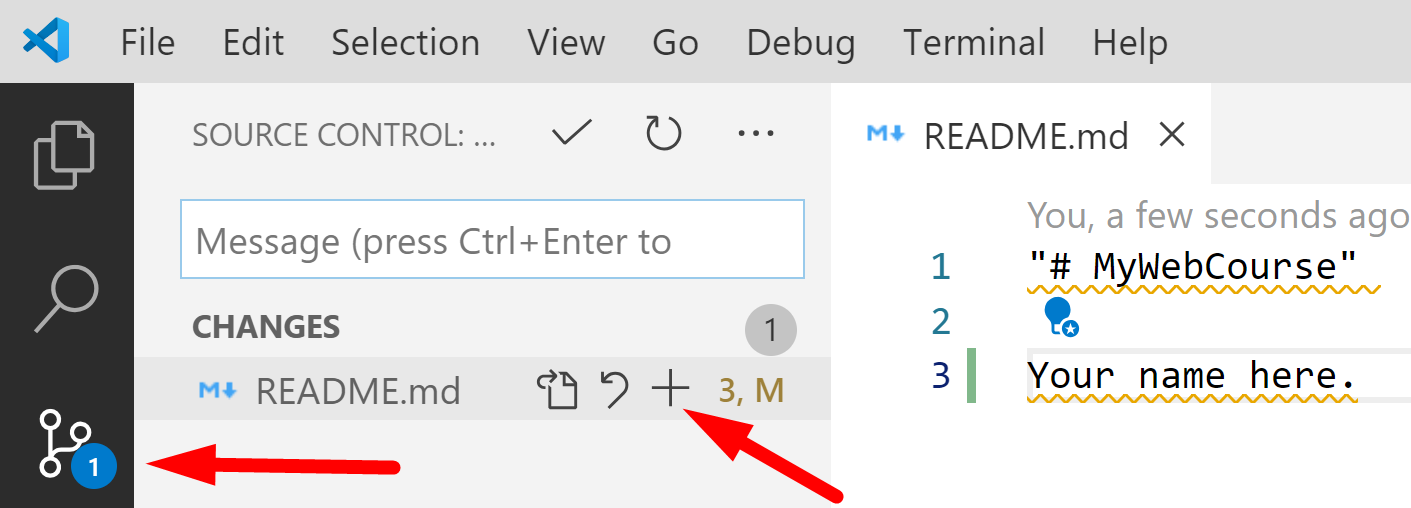 File Edit Selection View Go Debug Terminal Help
SOURCE CONTROL: ...
README.md
Message (press Ctrl+Enter to
You, a few seconds ago
1 "# MyWebCourse"
CHANGES 1
2
README.md 3, M
3 Your name here.
1